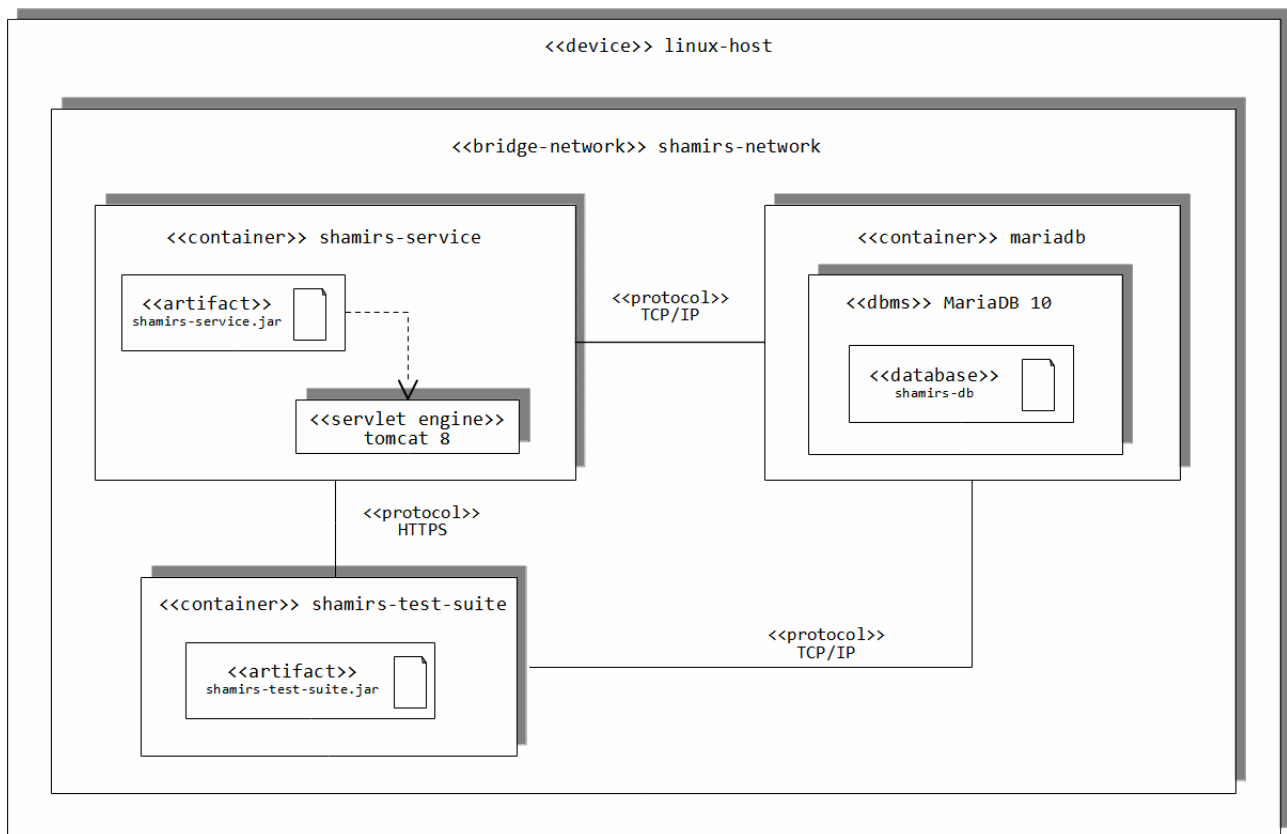 <<device>> linux-host
<<bridge-network>> shamirs-network
<<container>> shamirs-service
<<artifact>>
shamirs-service.jar
<<servlet engine>>
tomcat 8
<<protocol>>
TCP/IP
<<container>> mariadb
<<dbms>> MariaDB 10
<<database>>
shamirs-db
<<protocol>>
HTTPS
<<container>> shamirs-test-suite
<<artifact>>
shamirs-test-suite.jar
<<protocol>>
TCP/IP